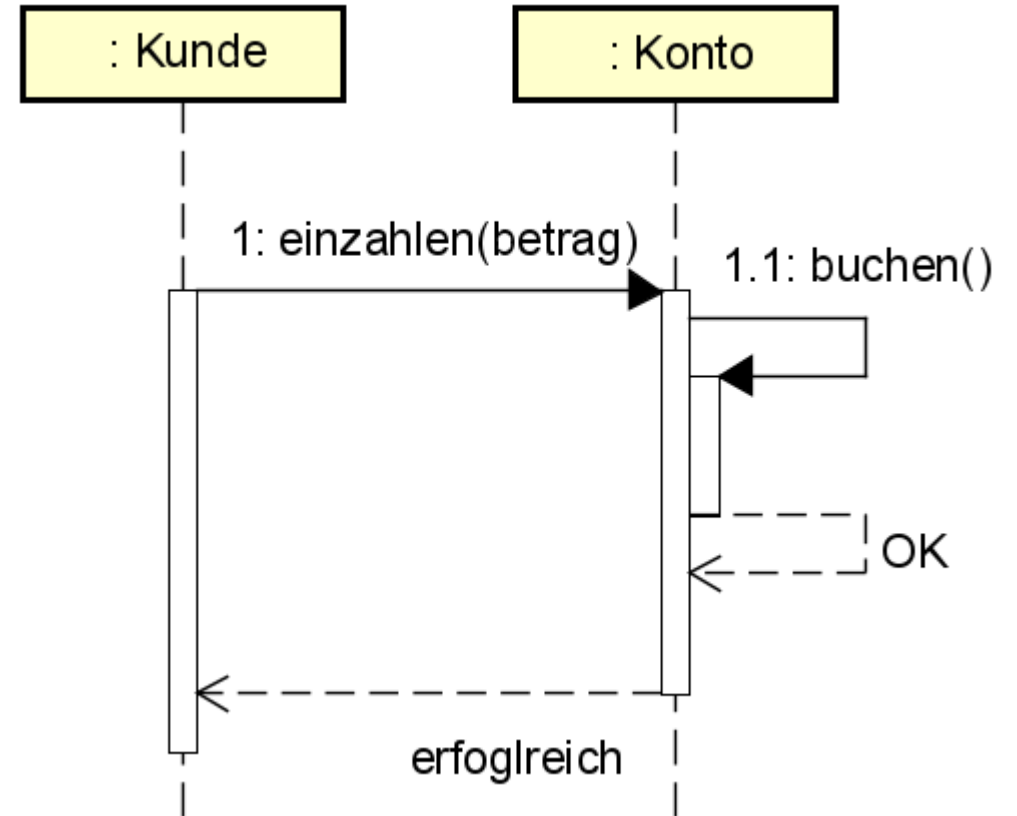 : Kunde
: Konto
1: einzahlen(betrag)
1.1: buchen()
OK
erfoglreich